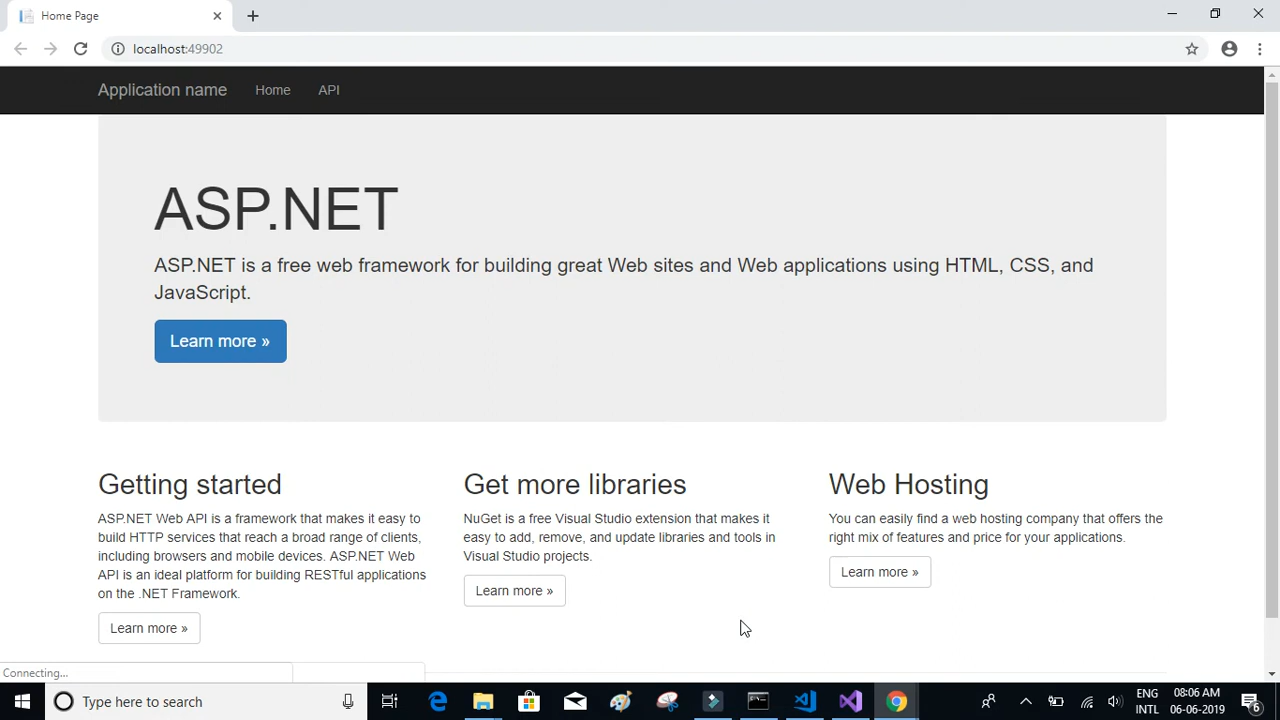 Home Page
localhost:49902
Application name Home API
ASP.NET
ASP.NET is a free web framework for building great Web sites and Web applications using HTML, CSS, and
JavaScript.
Learn more »
Getting started
ASP.NET Web API is a framework that makes it easy to
build HTTP services that reach a broad range of clients,
including browsers and mobile devices. ASP.NET Web
API is an ideal platform for building RESTful applications
on the .NET Framework.
Learn more »
Get more libraries
NuGet is a free Visual Studio extension that makes it
easy to add, remove, and update libraries and tools in
Visual Studio projects.
Learn more »
Web Hosting
You can easily find a web hosting company that offers the
right mix of features and price for your applications.
Learn more »
Connecting...
Type here to search
ENG
INTL
08:06 AM
06-06-2019
6